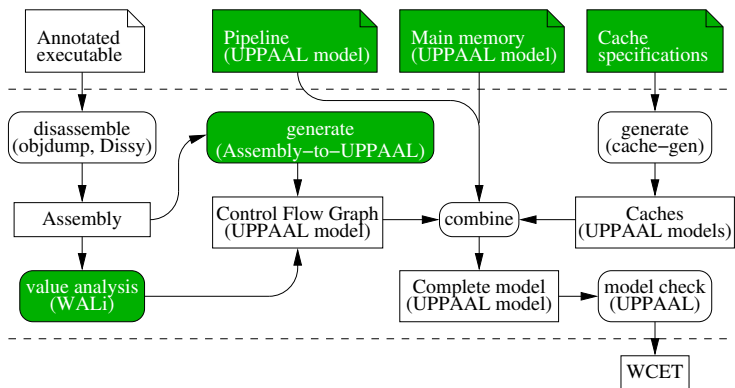 Annotated
executable
Pipeline
(UPPAAL model)
Main memory
(UPPAAL model)
Cache
specifications
disassemble
(objdump, Dissy)
generate
(Assembly−to−UPPAAL)
generate
(cache−gen)
Assembly
Control Flow Graph
(UPPAAL model)
combine
Caches
(UPPAAL models)
value analysis
(WALi)
Complete model
(UPPAAL model)
model check
(UPPAAL)
WCET